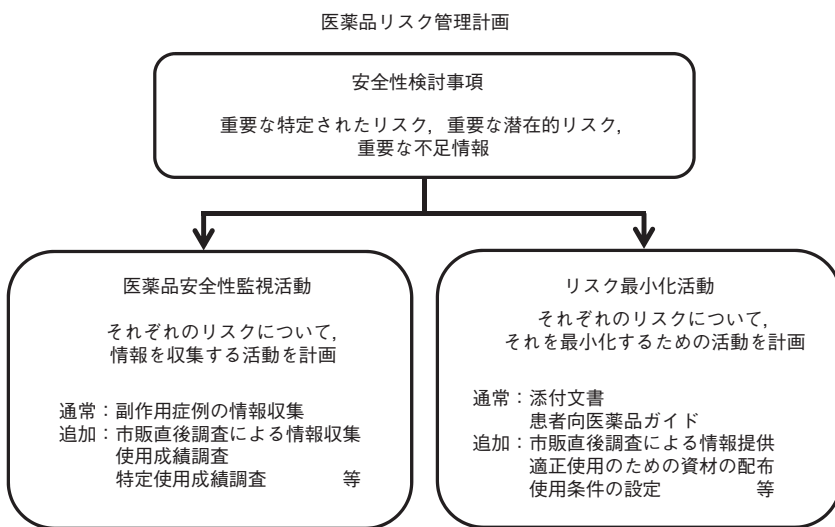 医薬品リスク管理計画
安全性検討事項
重要な特定されたリスク，重要な潜在的リスク，
重要な不足情報
医薬品安全性監視活動
それぞれのリスクについて，
情報を収集する活動を計画
通常：副作用症例の情報収集
追加：市販直後調査による情報収集
使用成績調査
特定使用成績調査　　　等
リスク最小化活動
それぞれのリスクについて，
それを最小化するための活動を計画
通常：添付文書
患者向医薬品ガイド
追加：市販直後調査による情報提供
適正使用のための資材の配布
使用条件の設定　　　等